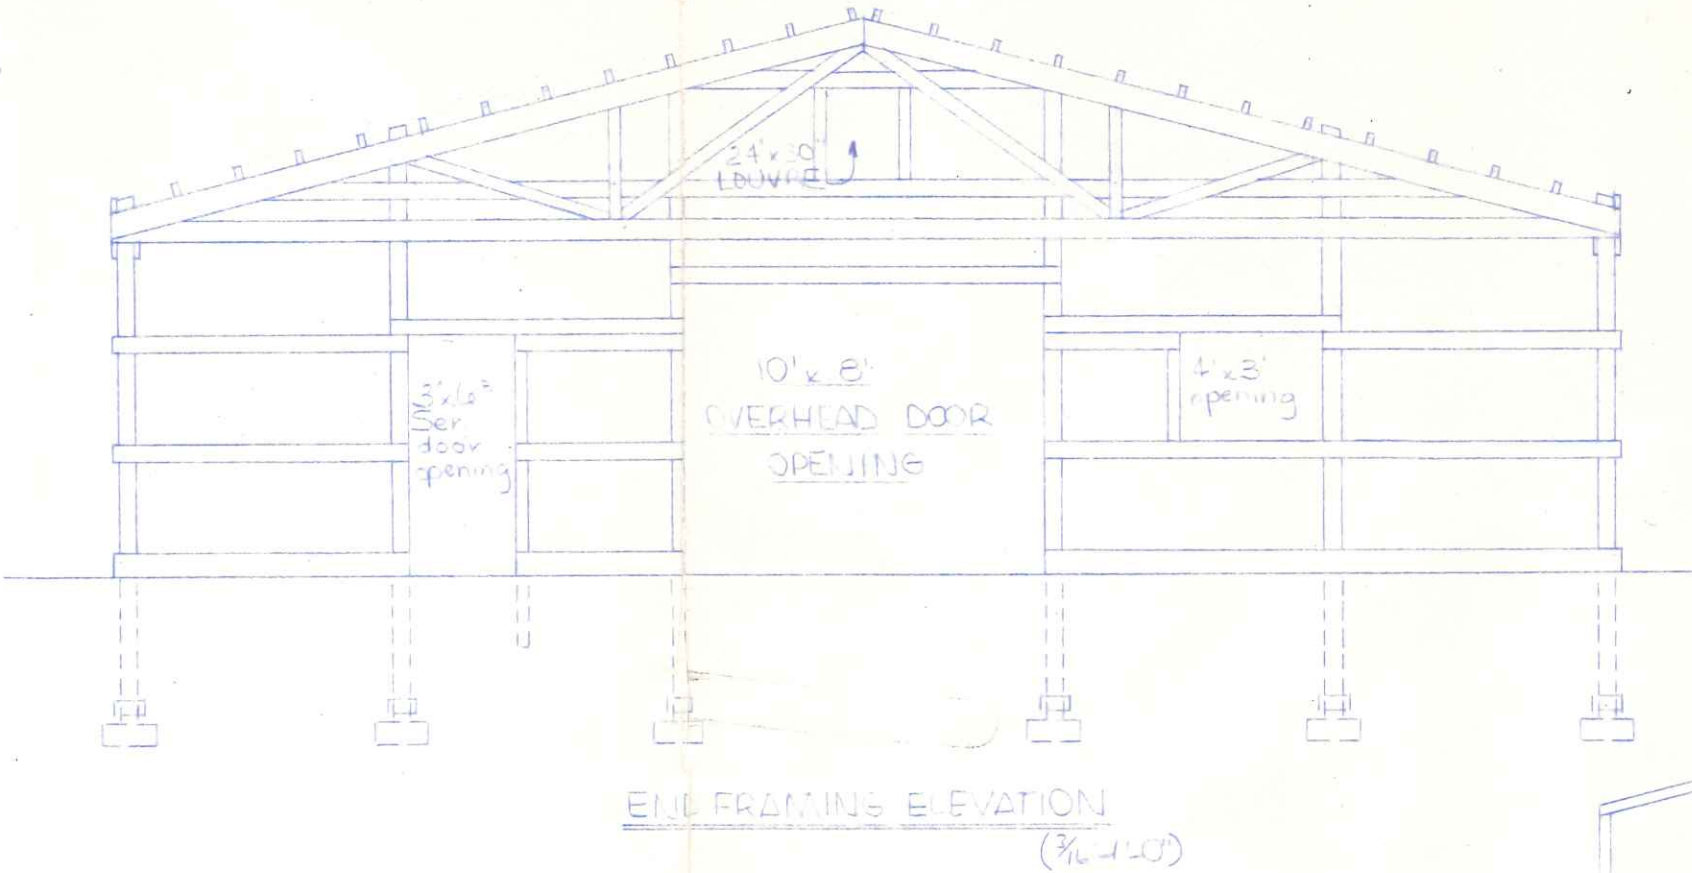 24"x30"
LOUVRE
3'x6⁸
Ser.
door
opening
10' x 8'
OVERHEAD DOOR
OPENING
4'x3'
opening
END FRAMING ELEVATION
(3/16"=1'-0")